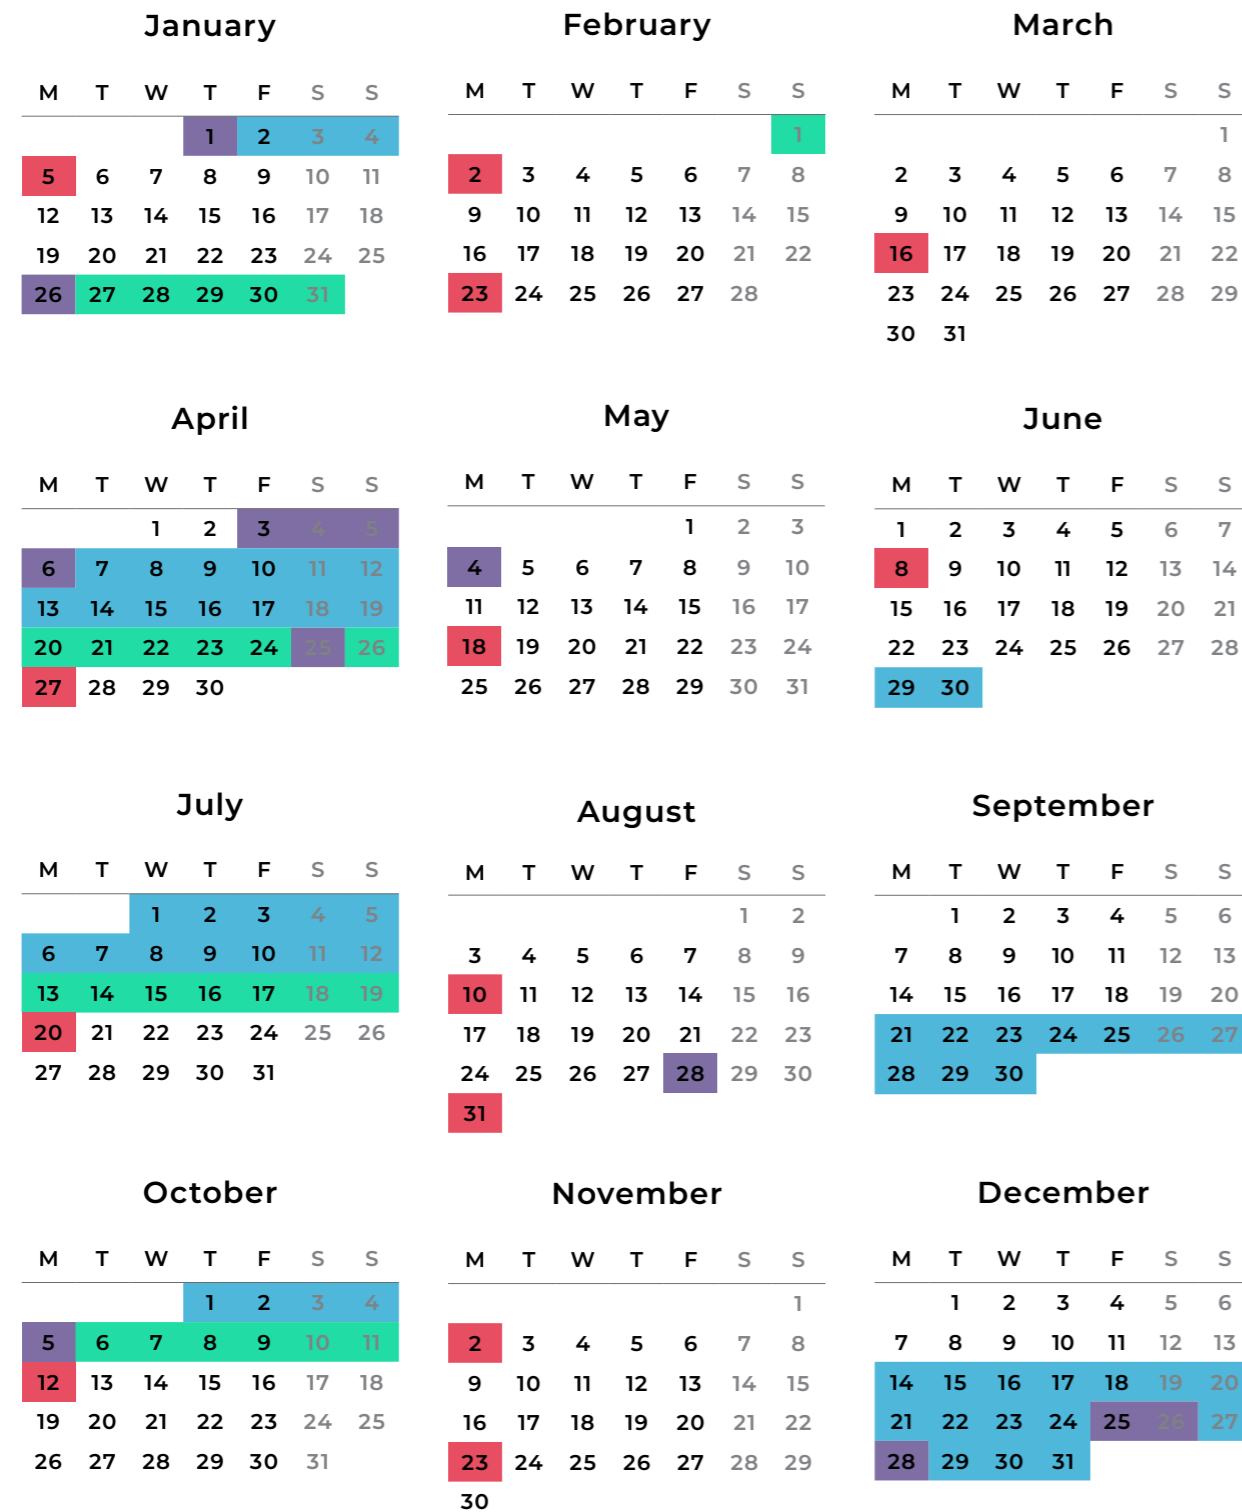 January
M T W T F S S
1 2 3 4
5 6 7 8 9 10 11
12 13 14 15 16 17 18
19 20 21 22 23 24 25
26 27 28 29 30 31
February
M T W T F S S
1
2 3 4 5 6 7 8
9 10 11 12 13 14 15
16 17 18 19 20 21 22
23 24 25 26 27 28
March
M T W T F S S
1
2 3 4 5 6 7 8
9 10 11 12 13 14 15
16 17 18 19 20 21 22
23 24 25 26 27 28 29
30 31
April
M T W T F S S
1 2 3 4 5
6 7 8 9 10 11 12
13 14 15 16 17 18 19
20 21 22 23 24 25 26
27 28 29 30
May
M T W T F S S
1 2 3
4 5 6 7 8 9 10
11 12 13 14 15 16 17
18 19 20 21 22 23 24
25 26 27 28 29 30 31
June
M T W T F S S
1 2 3 4 5 6 7
8 9 10 11 12 13 14
15 16 17 18 19 20 21
22 23 24 25 26 27 28
29 30
July
M T W T F S S
1 2 3 4 5
6 7 8 9 10 11 12
13 14 15 16 17 18 19
20 21 22 23 24 25 26
27 28 29 30 31
August
M T W T F S S
1 2
3 4 5 6 7 8 9
10 11 12 13 14 15 16
17 18 19 20 21 22 23
24 25 26 27 28 29 30
31
September
M T W T F S S
1 2 3 4 5 6
7 8 9 10 11 12 13
14 15 16 17 18 19 20
21 22 23 24 25 26 27
28 29 30
October
M T W T F S S
1 2 3 4
5 6 7 8 9 10 11
12 13 14 15 16 17 18
19 20 21 22 23 24 25
26 27 28 29 30 31
November
M T W T F S S
1
2 3 4 5 6 7 8
9 10 11 12 13 14 15
16 17 18 19 20 21 22
23 24 25 26 27 28 29
30
December
M T W T F S S
1 2 3 4 5 6
7 8 9 10 11 12 13
14 15 16 17 18 19 20
21 22 23 24 25 26 27
28 29 30 31